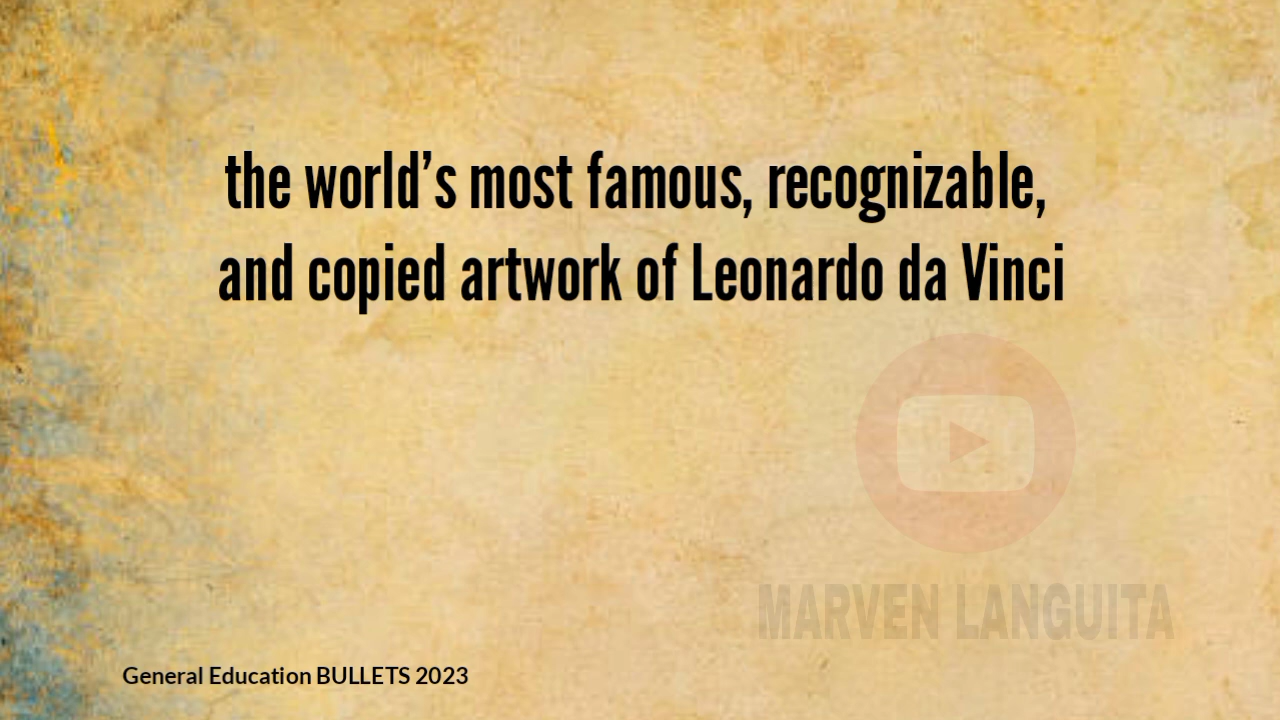 the world’s most famous, recognizable,
and copied artwork of Leonardo da Vinci
MARVEN LANGUITA
General Education BULLETS 2023